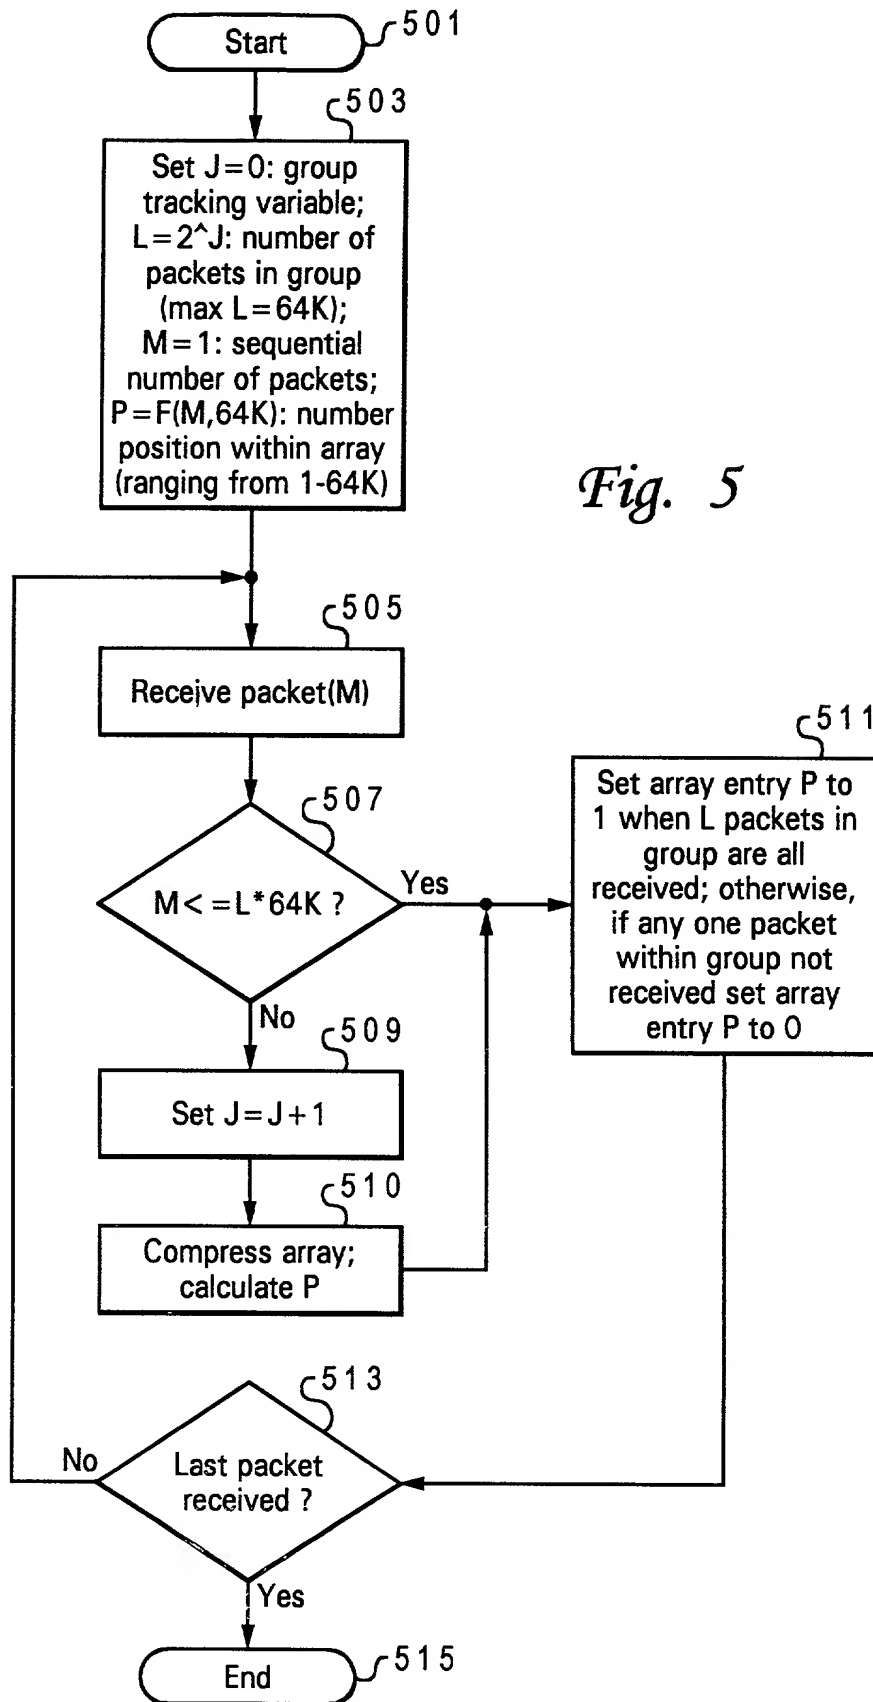 Start
501
503
Set J=0: group
tracking variable;
L=2^J: number of
packets in group
(max L=64K);
M=1: sequential
number of packets;
P=F(M,64K): number
position within array
(ranging from 1-64K)
Fig. 5
505
Receive packet(M)
507
M<=L*64K ?
Yes
No
511
Set array entry P to
1 when L packets in
group are all
received; otherwise,
if any one packet
within group not
received set array
entry P to 0
509
Set J=J+1
510
Compress array;
calculate P
513
Last packet
received ?
No
Yes
End
515